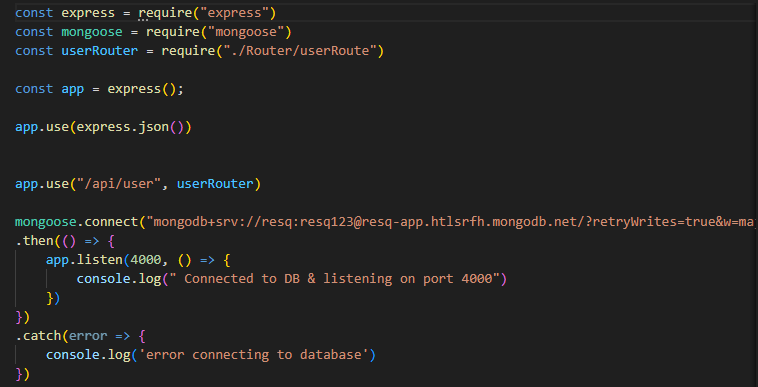 const express = require("express")
const mongoose = require("mongoose")
const userRouter = require("./Router/userRoute")
const app = express();
app.use(express.json())
app.use("/api/user", userRouter)
mongoose.connect("mongodb+srv://resq:resq123@resq-app.htlsrfh.mongodb.net/?retryWrites=true&w=ma
.then(() => {
app.listen(4000, () => {
console.log(" Connected to DB & listening on port 4000")
})
})
.catch(error => {
console.log('error connecting to database')
})